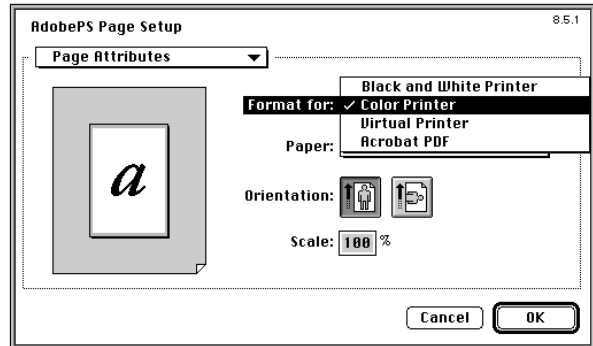 AdobePS Page Setup
8.5.1
Page Attributes
Black and White Printer
Format for: ✓ Color Printer
Virtual Printer
Acrobat PDF
Paper:
a
Orientation:
Scale: 100 %
Cancel
OK